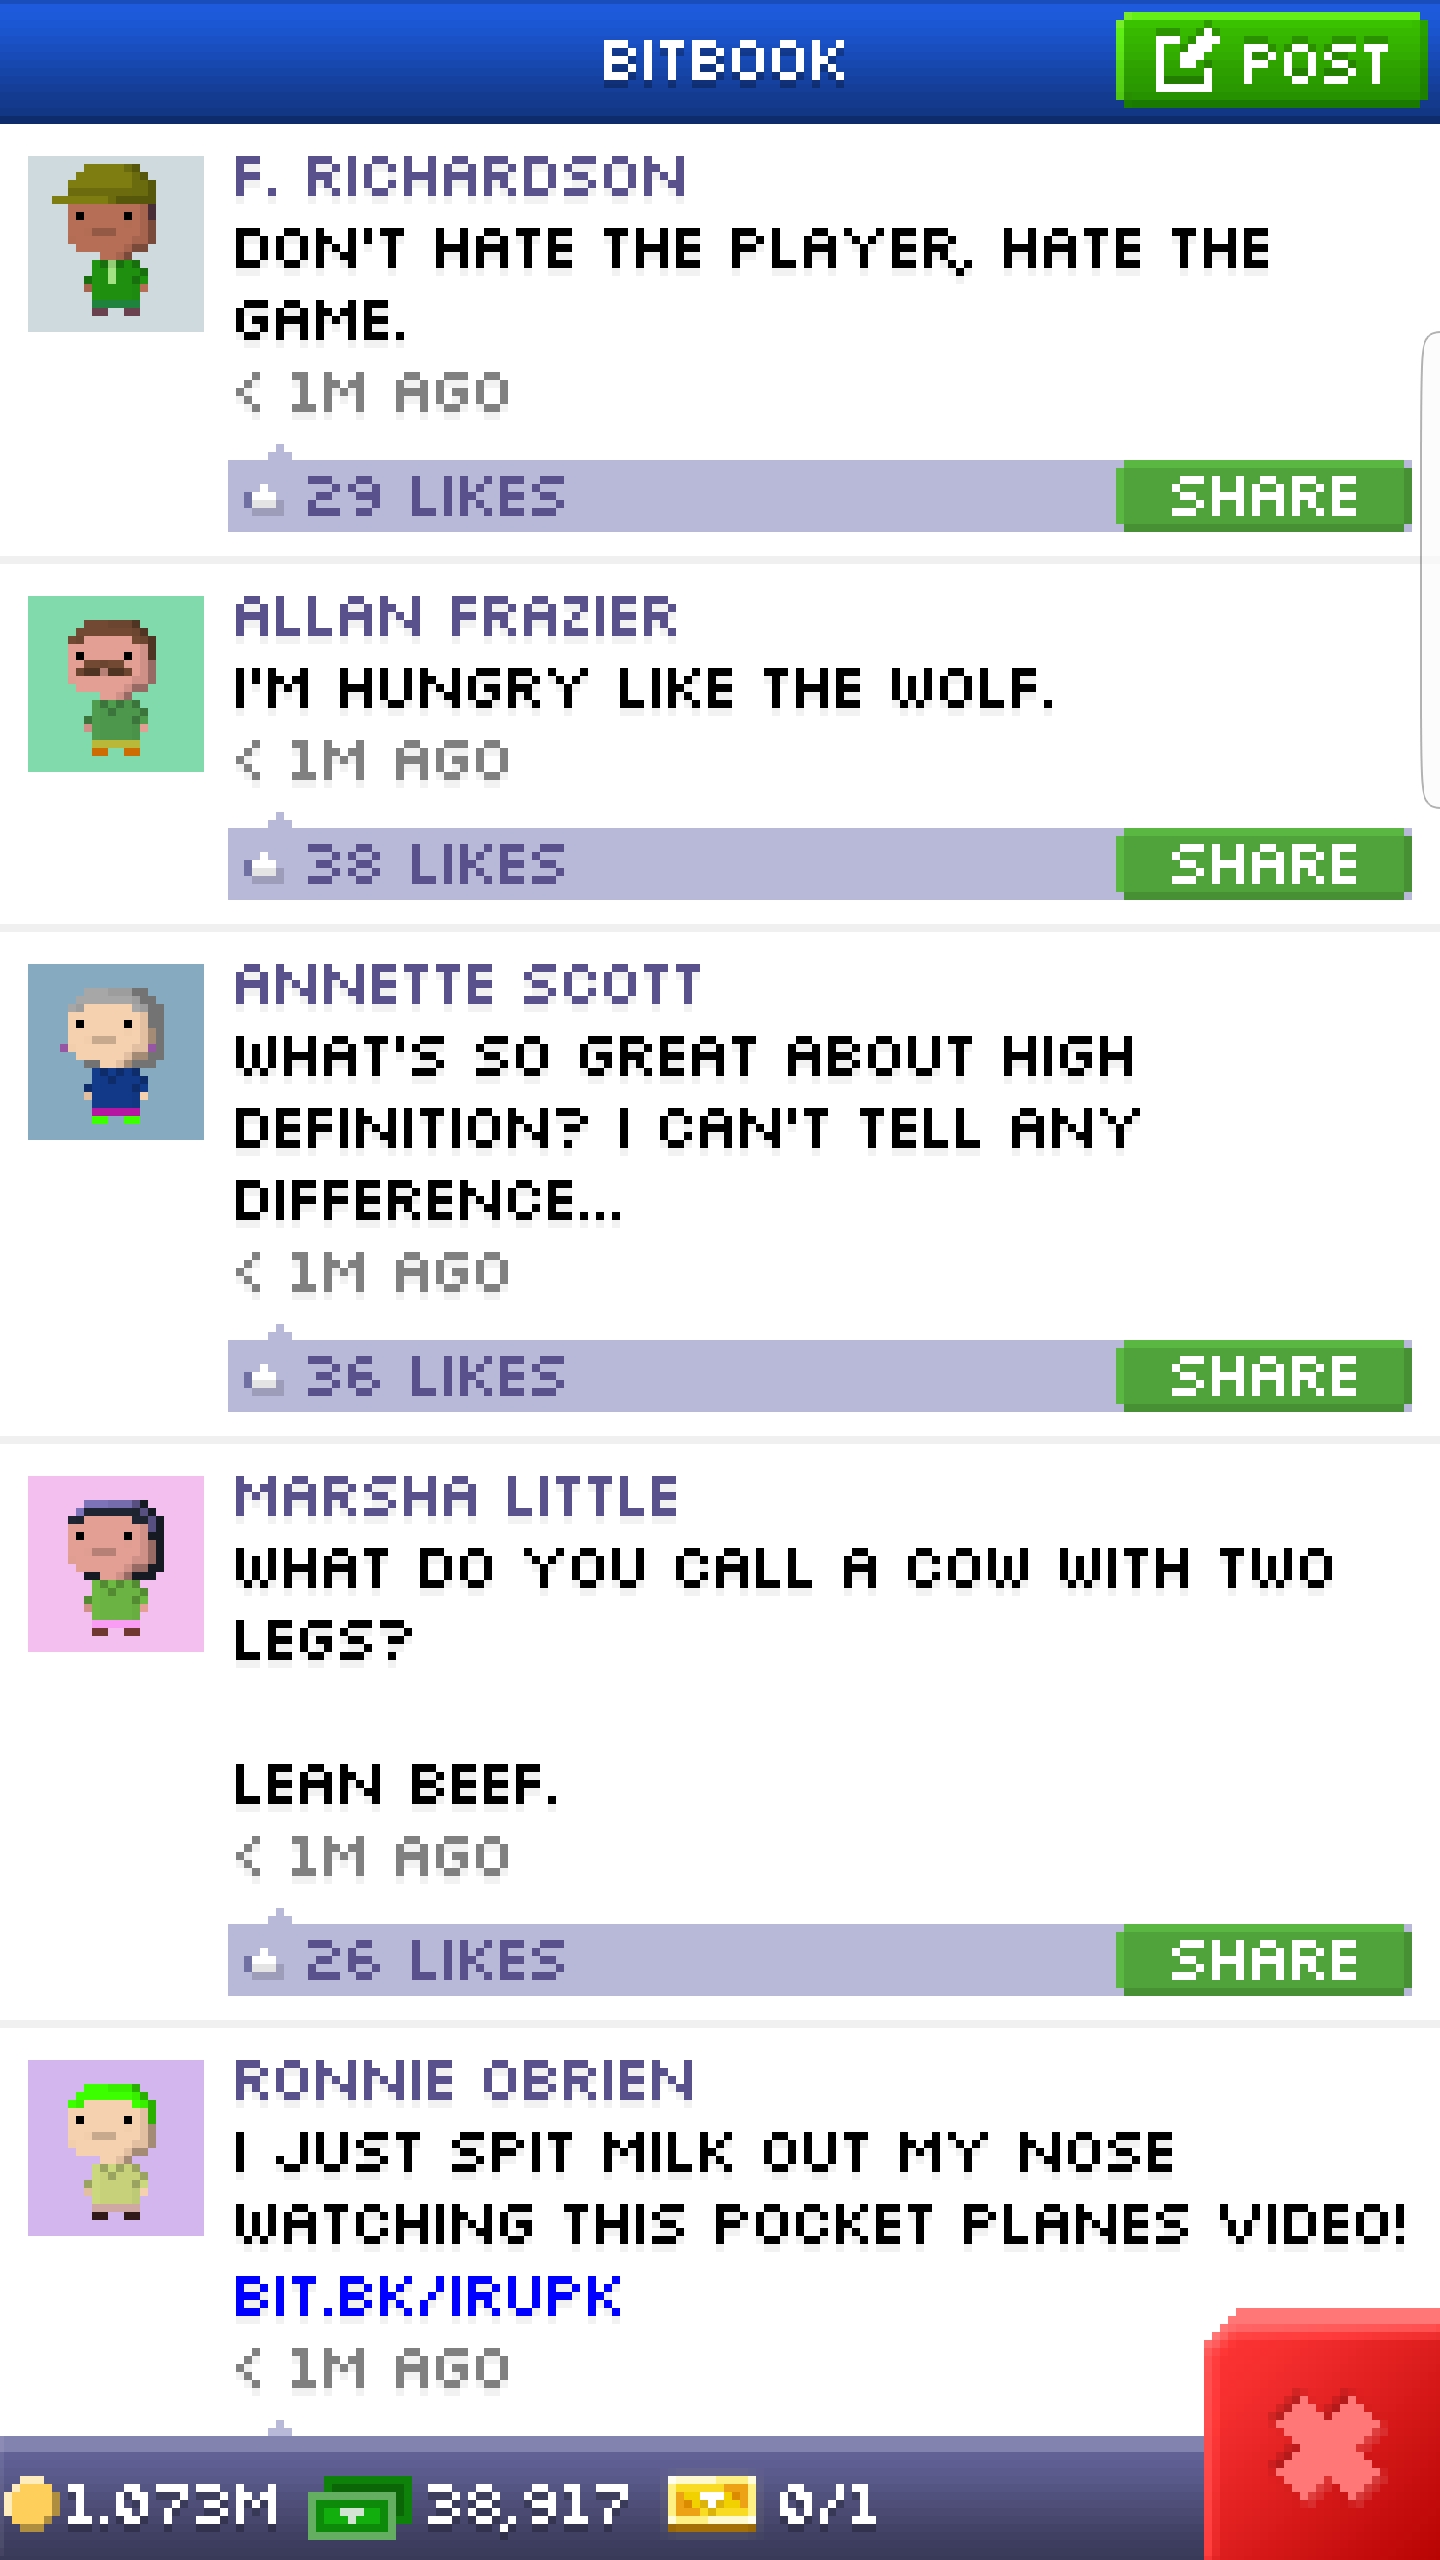 BITBOOK
POST
F. RICHARDSON
DON'T HATE THE PLAYER, HATE THE
GAME.
< 1M AGO
29 LIKES
SHARE
ALLAN FRAZIER
I'M HUNGRY LIKE THE WOLF.
< 1M AGO
38 LIKES
SHARE
ANNETTE SCOTT
WHAT'S SO GREAT ABOUT HIGH
DEFINITION? I CAN'T TELL ANY
DIFFERENCE...
< 1M AGO
36 LIKES
SHARE
MARSHA LITTLE
WHAT DO YOU CALL A COW WITH TWO
LEGS?
LEAN BEEF.
< 1M AGO
26 LIKES
SHARE
RONNIE OBRIEN
I JUST SPIT MILK OUT MY NOSE
WATCHING THIS POCKET PLANES VIDEO!
BIT.BK/IRUPK
< 1M AGO
1.073M 38,917 0/1